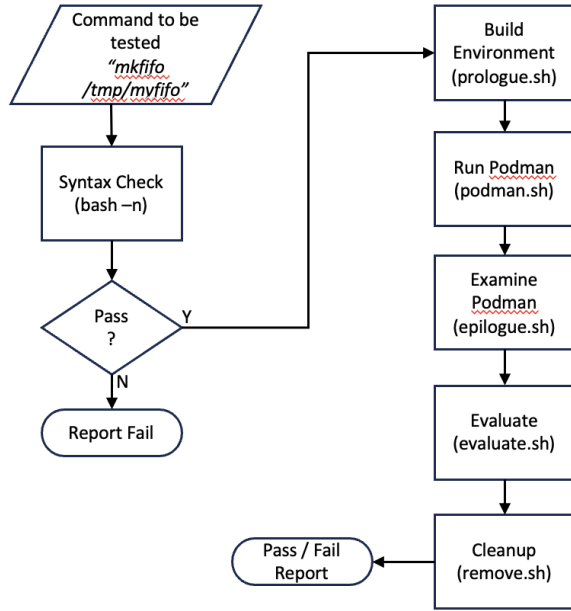 Command to be
tested
“mkfifo
/tmp/myfifo”
Syntax Check
(bash –n)
Pass
?
Y
N
Report Fail
Build
Environment
(prologue.sh)
Run Podman
(podman.sh)
Examine
Podman
(epilogue.sh)
Evaluate
(evaluate.sh)
Cleanup
(remove.sh)
Pass / Fail
Report